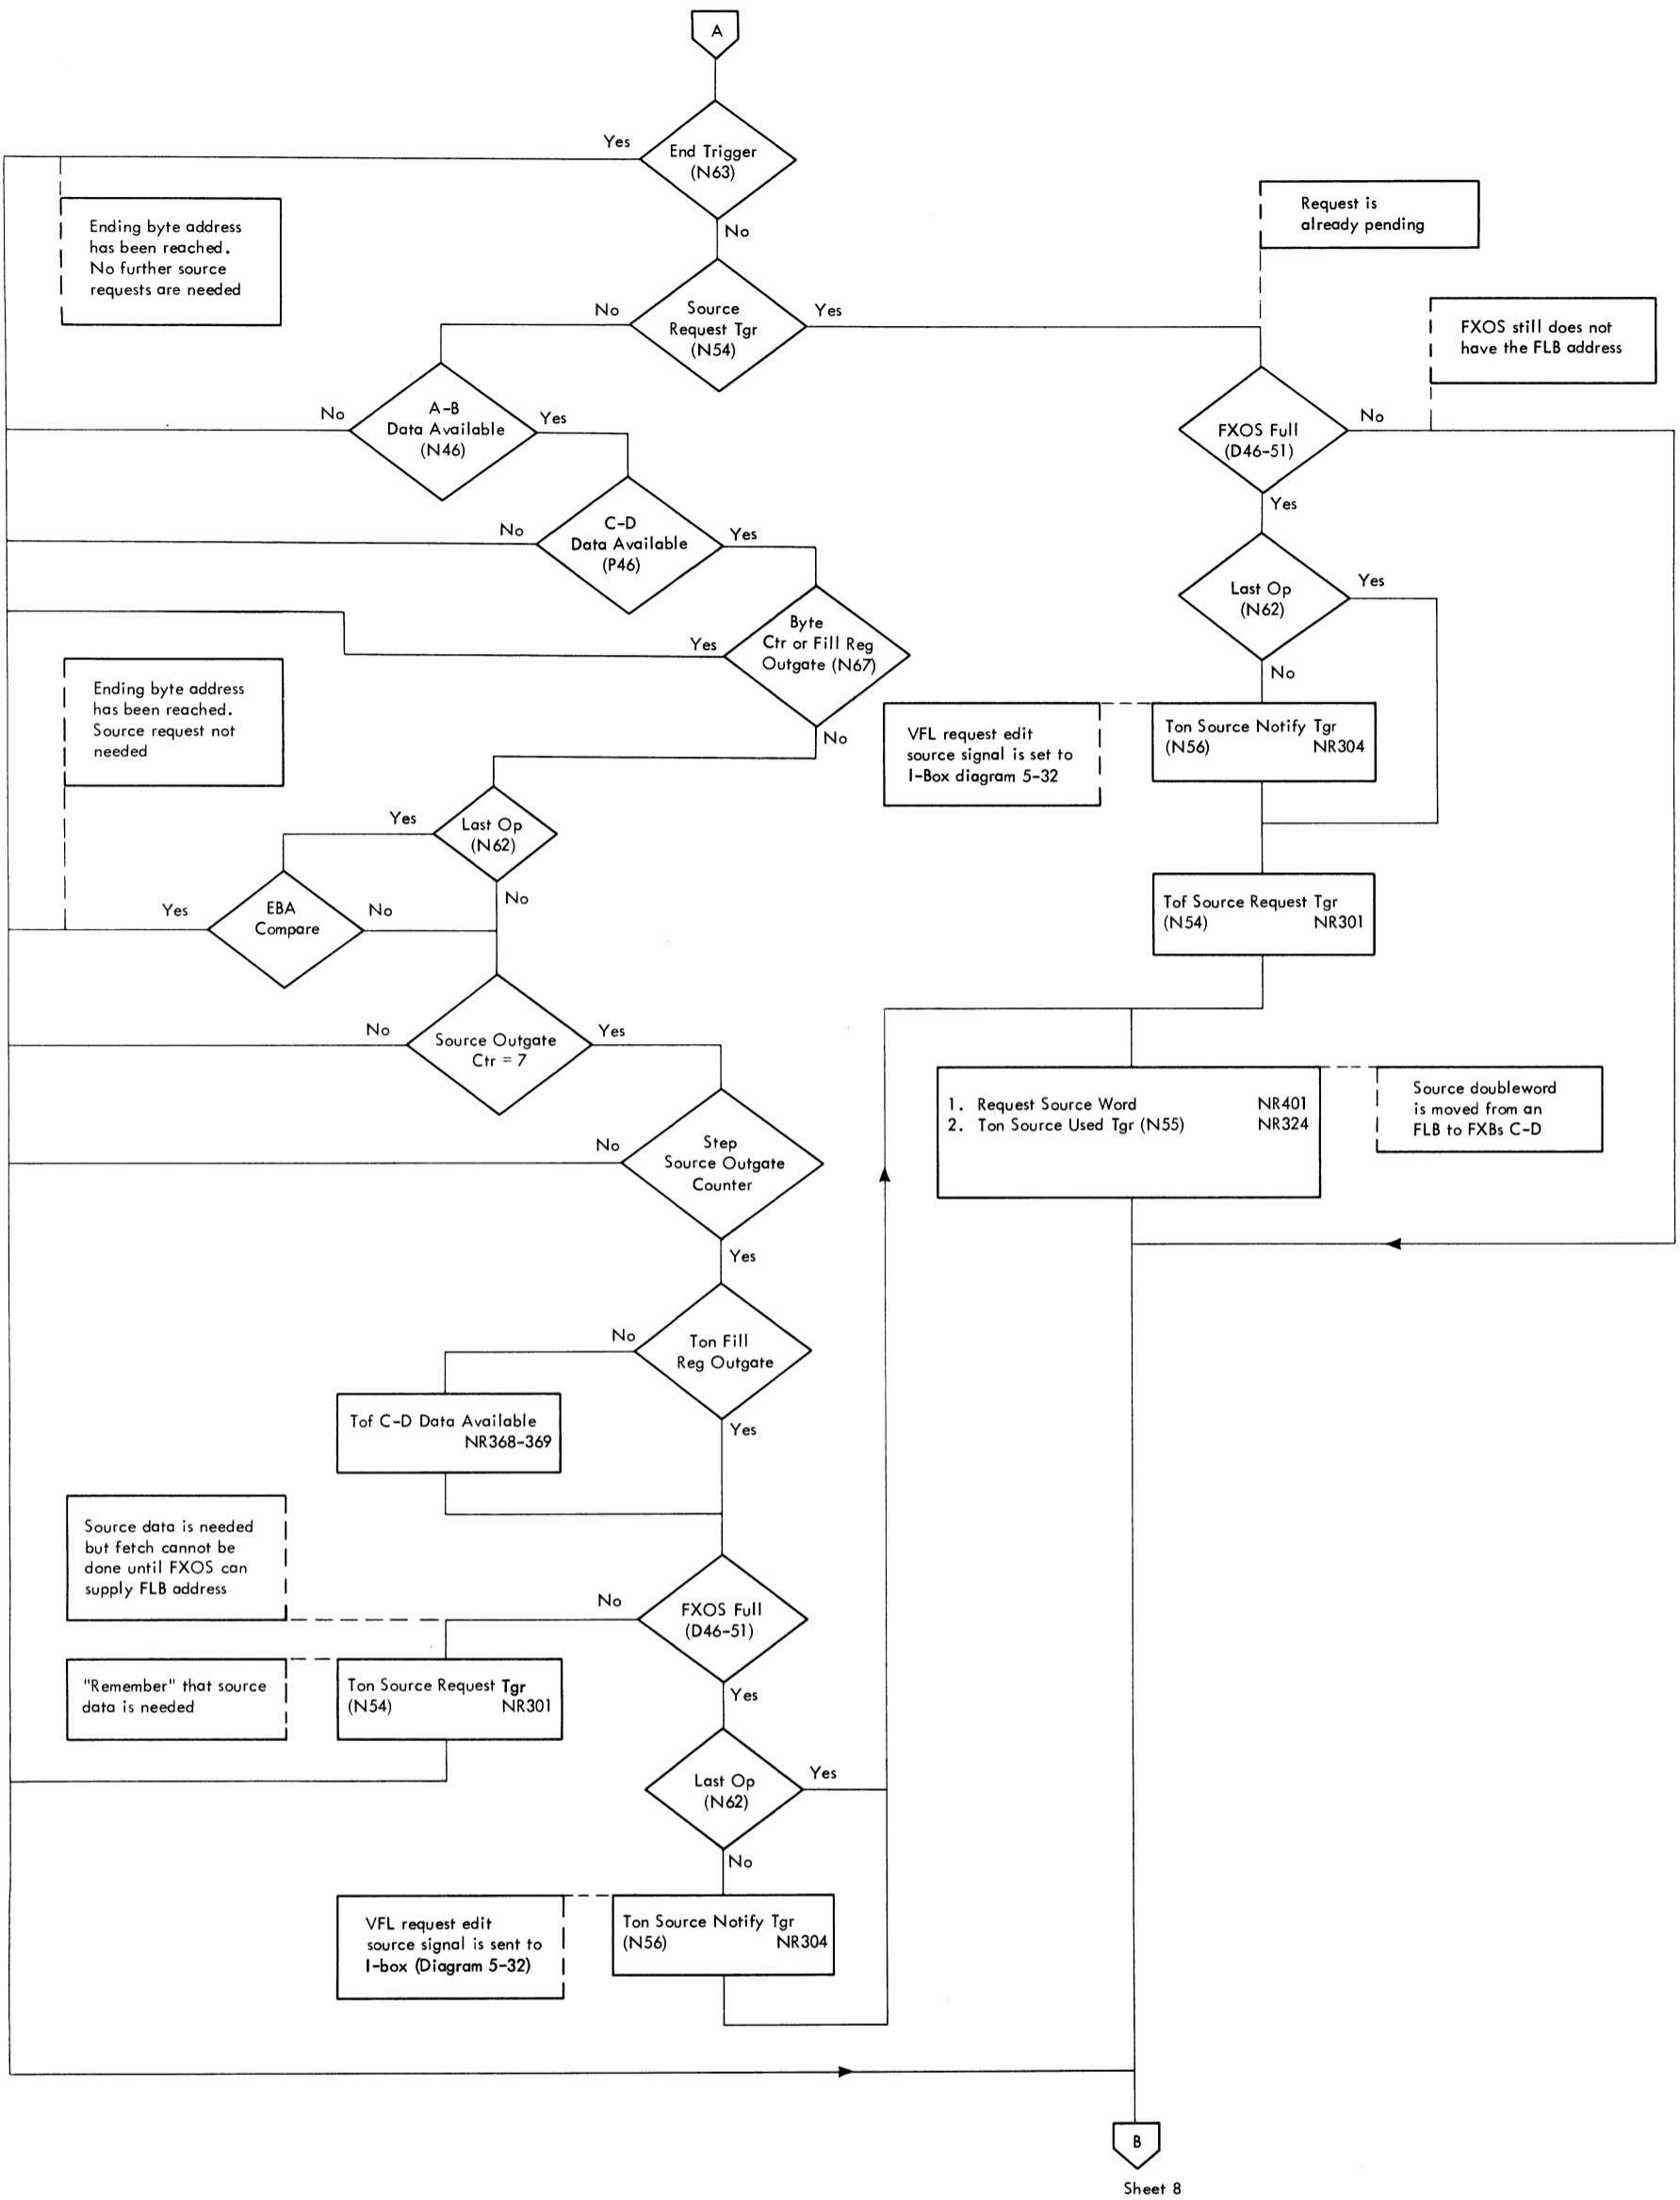 A
Yes
End Trigger
(N63)
No
Ending byte address
has been reached.
No further source
requests are needed
Request is
already pending
No
Source
Request Tgr
(N54)
Yes
FXOS still does not
have the FLB address
No
A-B
Data Available
(N46)
Yes
FXOS Full
(D46-51)
No
Yes
No
C-D
Data Available
(P46)
Yes
Last Op
(N62)
Yes
No
Yes
Byte
Ctr or Fill Reg
Outgate (N67)
No
Ending byte address
has been reached.
Source request not
needed
VFL request edit
source signal is set to
I-Box diagram 5-32
Ton Source Notify Tgr
(N56) NR304
Yes
Last Op
(N62)
No
Yes
EBA
Compare
No
Tof Source Request Tgr
(N54) NR301
No
Source Outgate
Ctr = 7
Yes
1. Request Source Word NR401
2. Ton Source Used Tgr (N55) NR324
Source doubleword
is moved from an
FLB to FXBs C-D
No
Step
Source Outgate
Counter
Yes
No
Ton Fill
Reg Outgate
Yes
Tof C-D Data Available
NR368-369
Source data is needed
but fetch cannot be
done until FXOS can
supply FLB address
No
FXOS Full
(D46-51)
Yes
"Remember" that source
data is needed
Ton Source Request Tgr
(N54) NR301
Last Op
(N62)
Yes
No
VFL request edit
source signal is sent to
I-box (Diagram 5-32)
Ton Source Notify Tgr
(N56) NR304
B
Sheet 8